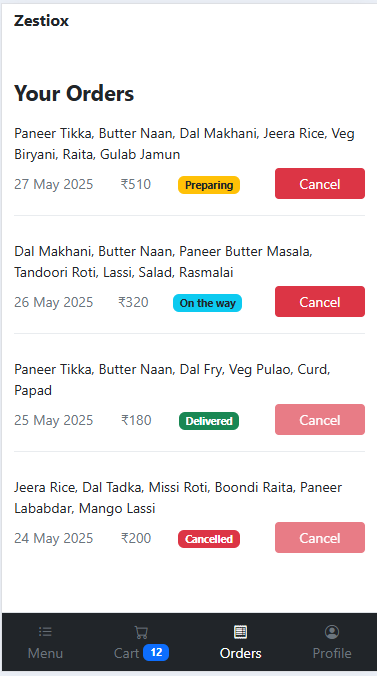 Zestiox
Your Orders
Paneer Tikka, Butter Naan, Dal Makhani, Jeera Rice, Veg
Biryani, Raita, Gulab Jamun
27 May 2025 ₹510 Preparing Cancel
Dal Makhani, Butter Naan, Paneer Butter Masala,
Tandoori Roti, Lassi, Salad, Rasmalai
26 May 2025 ₹320 On the way Cancel
Paneer Tikka, Butter Naan, Dal Fry, Veg Pulao, Curd,
Papad
25 May 2025 ₹180 Delivered Cancel
Jeera Rice, Dal Tadka, Missi Roti, Boondi Raita, Paneer
Lababdar, Mango Lassi
24 May 2025 ₹200 Cancelled Cancel
Menu Cart 12 Orders Profile